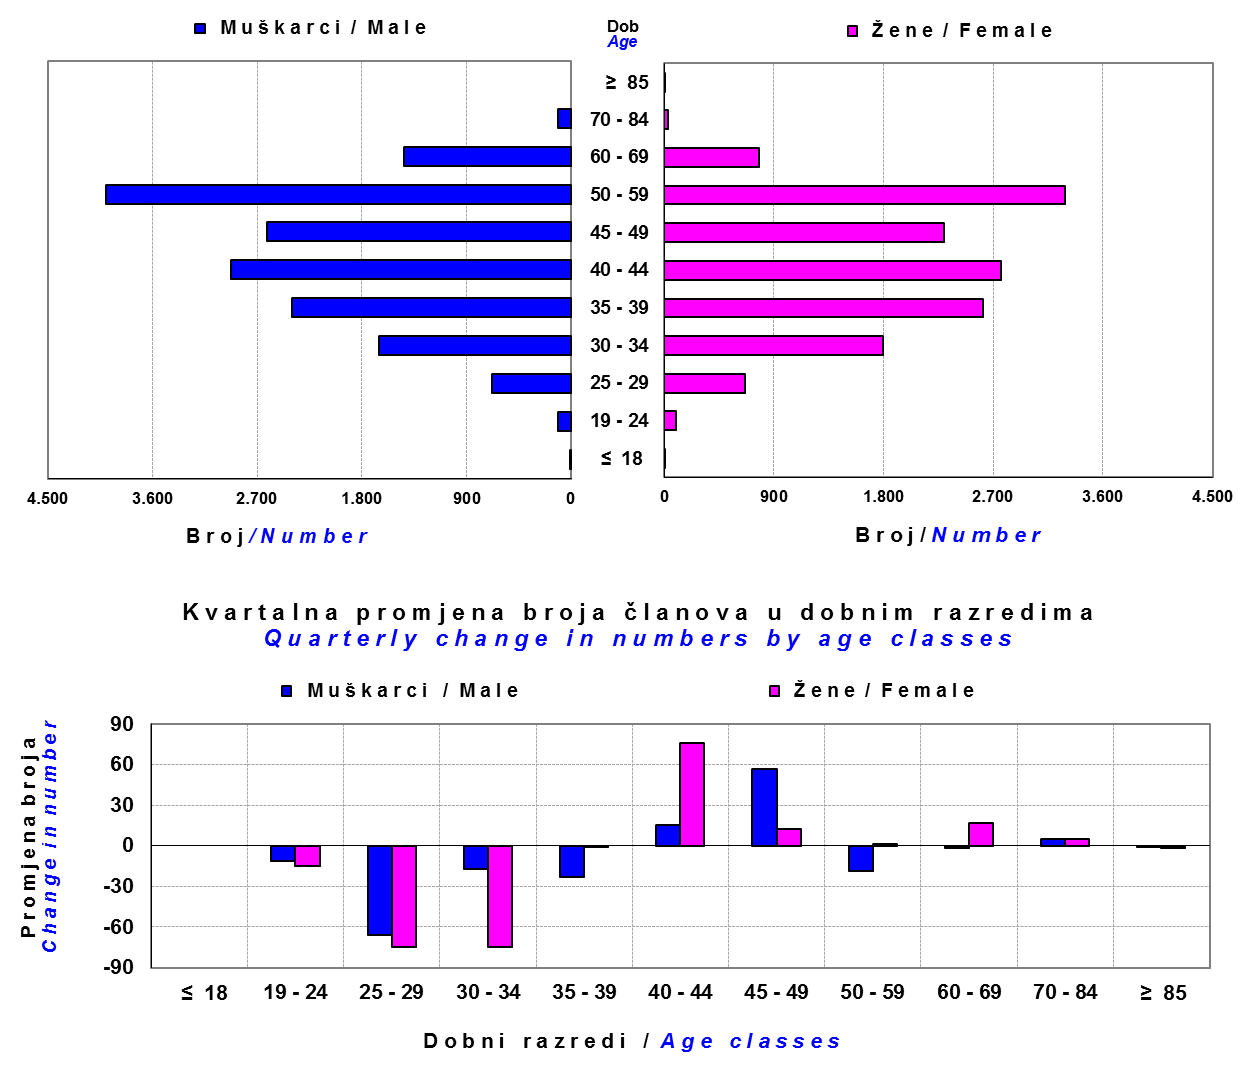 Muškarci / Male
Dob
Age
Žene / Female
≥ 85
70 - 84
60 - 69
50 - 59
45 - 49
40 - 44
35 - 39
30 - 34
25 - 29
19 - 24
≤ 18
4.500 3.600 2.700 1.800 900 0
0 900 1.800 2.700 3.600 4.500
Broj/Number
Broj/Number
Kvartalna promjena broja članova u dobnim razredima
Quarterly change in numbers by age classes
Muškarci / Male
Žene / Female
Promjena broja
Change in number
90
60
30
0
-30
-60
-90
≤ 18 19 - 24 25 - 29 30 - 34 35 - 39 40 - 44 45 - 49 50 - 59 60 - 69 70 - 84 ≥ 85
Dobni razredi / Age classes